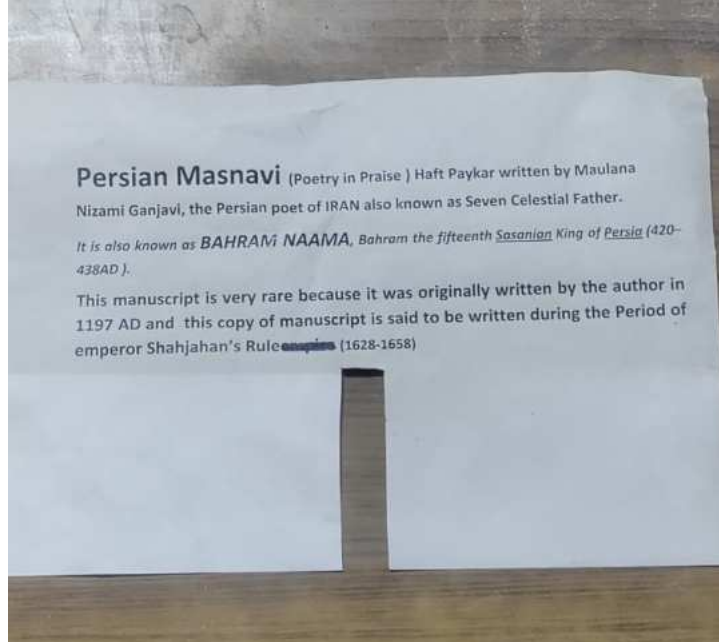 Persian Masnavi (Poetry in Praise ) Haft Paykar written by Maulana
Nizami Ganjavi, the Persian poet of IRAN also known as Seven Celestial Father.
It is also known as BAHRAM NAAMA, Bahram the fifteenth Sasanian King of Persia (420–
438AD ).
This manuscript is very rare because it was originally written by the author in
1197 AD and this copy of manuscript is said to be written during the Period of
emperor Shahjahan's Rule (1628-1658)